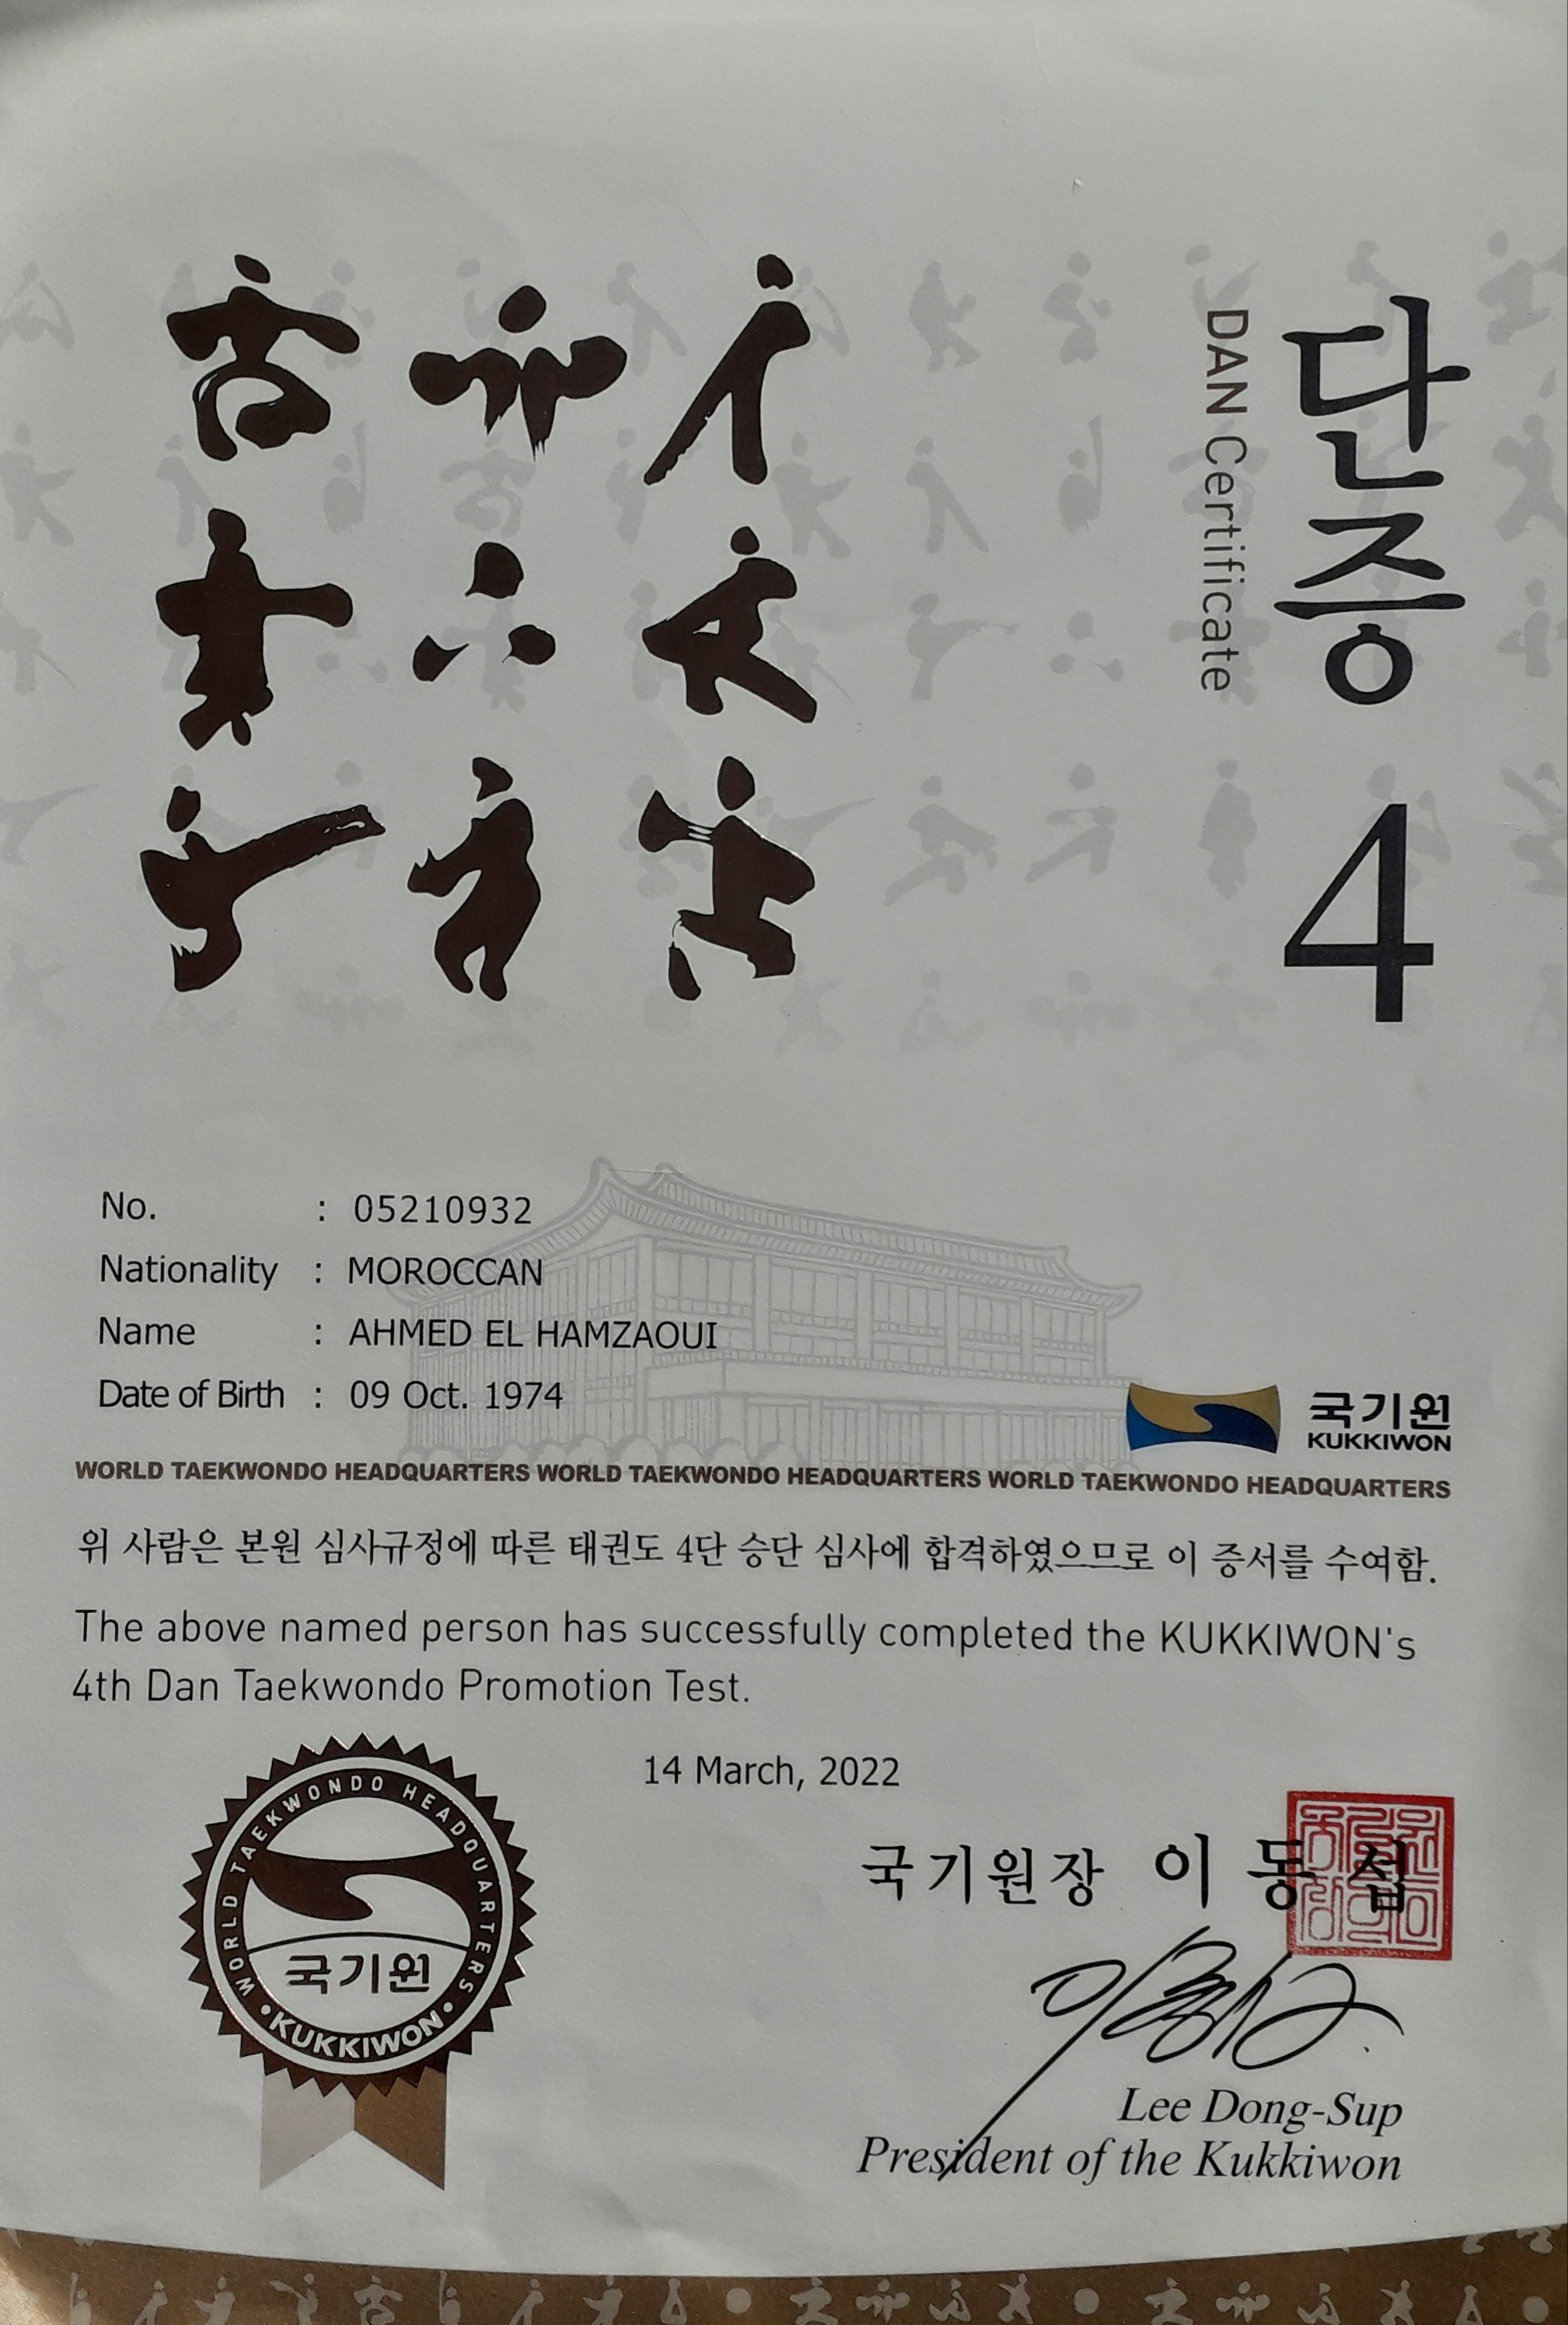 단증 4
DAN Certificate
No. : 05210932
Nationality : MOROCCAN
Name : AHMED EL HAMZAOUI
Date of Birth : 09 Oct. 1974
국기원
KUKKIWON
WORLD TAEKWONDO HEADQUARTERS WORLD TAEKWONDO HEADQUARTERS WORLD TAEKWONDO HEADQUARTERS
위 사람은 본원 심사규정에 따른 태권도 4단 승단 심사에 합격하였으므로 이 증서를 수여함.
The above named person has successfully completed the KUKKIWON's
4th Dan Taekwondo Promotion Test.
14 March, 2022
WORLD TAEKWONDO HEADQUARTERS
국기원
• KUKKIWON •
국기원장 이 동 섭
Lee Dong-Sup
President of the Kukkiwon